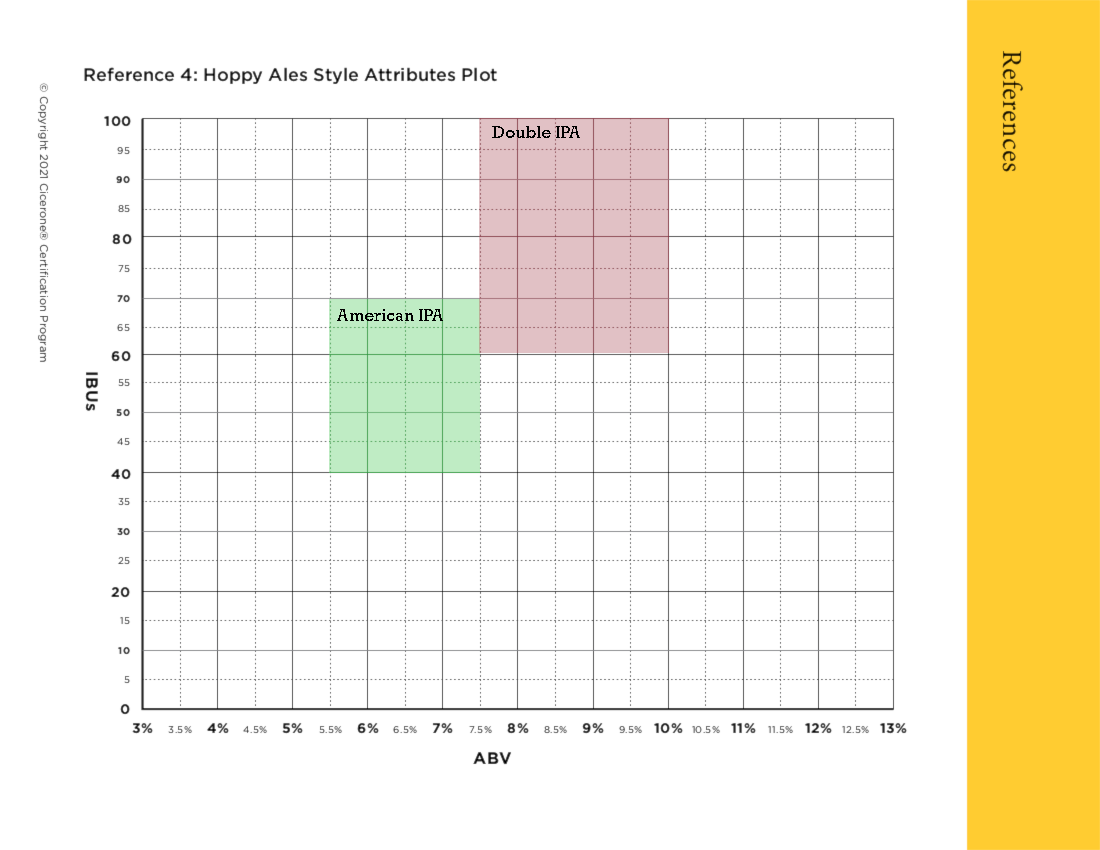 References
Reference 4: Hoppy Ales Style Attributes Plot
© Copyright 2021 Cicerone® Certification Program
IBUs
100
95
90
85
80
75
70
65
60
55
50
45
40
35
30
25
20
15
10
5
0
Double IPA
American IPA
3% 3.5% 4% 4.5% 5% 5.5% 6% 6.5% 7% 7.5% 8% 8.5% 9% 9.5% 10% 10.5% 11% 11.5% 12% 12.5% 13%
ABV